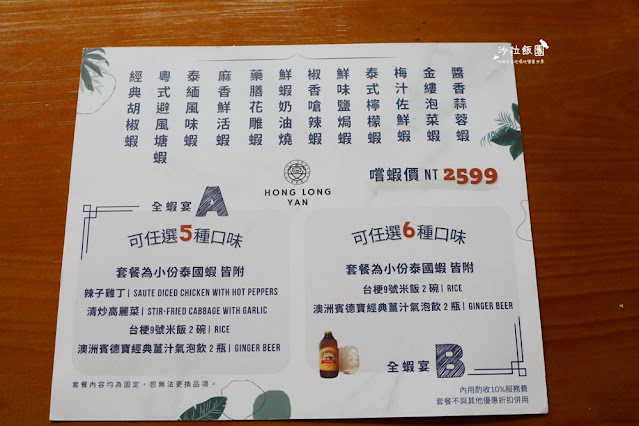 沙拉飯團
醬香蒜蓉蝦
金縷泡菜蝦
梅汁佐鮮蝦
泰式檸檬蝦
鮮味鹽焗蝦
椒香嗆辣蝦
鮮蝦奶油燒
藥膳花雕蝦
麻香鮮活蝦
泰緬風味蝦
粵式避風塘蝦
經典胡椒蝦
HONG LONG
YAN
嚐蝦價 NT 2599
全蝦宴 A
可任選5種口味
套餐為小份泰國蝦 皆附
辣子雞丁| SAUTE DICED CHICKEN WITH HOT PEPPERS
清炒高麗菜| STIR-FRIED CABBAGE WITH GARLIC
台梗9號米飯 2 碗| RICE
澳洲賓德寶經典薑汁氣泡飲 2 瓶| GINGER BEER
可任選6種口味
套餐為小份泰國蝦 皆附
台梗9號米飯 2 碗| RICE
澳洲賓德寶經典薑汁氣泡飲 2 瓶| GINGER BEER
全蝦宴 B
套餐內容均為固定，恕無法更換品項。
內用酌收10%服務費
套餐不與其他優惠折扣併用